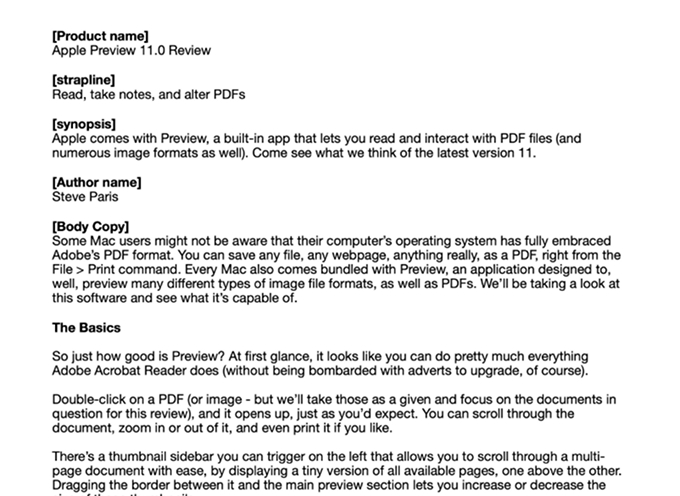 [Product name]
Apple Preview 11.0 Review
[strapline]
Read, take notes, and alter PDFs
[synopsis]
Apple comes with Preview, a built-in app that lets you read and interact with PDF files (and
numerous image formats as well). Come see what we think of the latest version 11.
[Author name]
Steve Paris
[Body Copy]
Some Mac users might not be aware that their computer’s operating system has fully embraced
Adobe’s PDF format. You can save any file, any webpage, anything really, as a PDF, right from the
File > Print command. Every Mac also comes bundled with Preview, an application designed to,
well, preview many different types of image file formats, as well as PDFs. We’ll be taking a look at
this software and see what it’s capable of.
The Basics
So just how good is Preview? At first glance, it looks like you can do pretty much everything
Adobe Acrobat Reader does (without being bombarded with adverts to upgrade, of course).
Double-click on a PDF (or image - but we’ll take those as a given and focus on the documents in
question for this review), and it opens up, just as you’d expect. You can scroll through the
document, zoom in or out of it, and even print it if you like.
There’s a thumbnail sidebar you can trigger on the left that allows you to scroll through a multi-
page document with ease, by displaying a tiny version of all available pages, one above the other.
Dragging the border between it and the main preview section lets you increase or decrease the